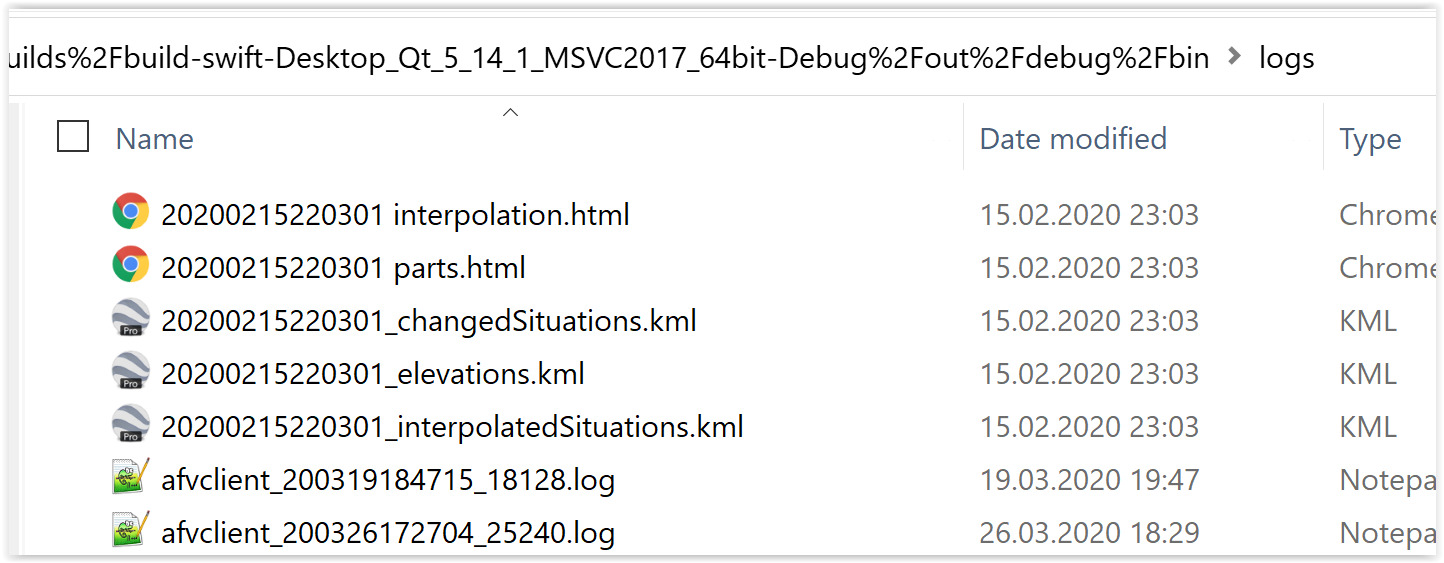 uilds%2Fbuild-swift-Desktop_Qt_5_14_1_MSVC2017_64bit-Debug%2Fout%2Fdebug%2Fbin > logs
Name Date modified Type
20200215220301 interpolation.html 15.02.2020 23:03 Chrome
20200215220301 parts.html 15.02.2020 23:03 Chrome
Pro 20200215220301_changedSituations.kml 15.02.2020 23:03 KML
Pro 20200215220301_elevations.kml 15.02.2020 23:03 KML
Pro 20200215220301_interpolatedSituations.kml 15.02.2020 23:03 KML
afvclient_200319184715_18128.log 19.03.2020 19:47 Notepa
afvclient_200326172704_25240.log 26.03.2020 18:29 Notepa